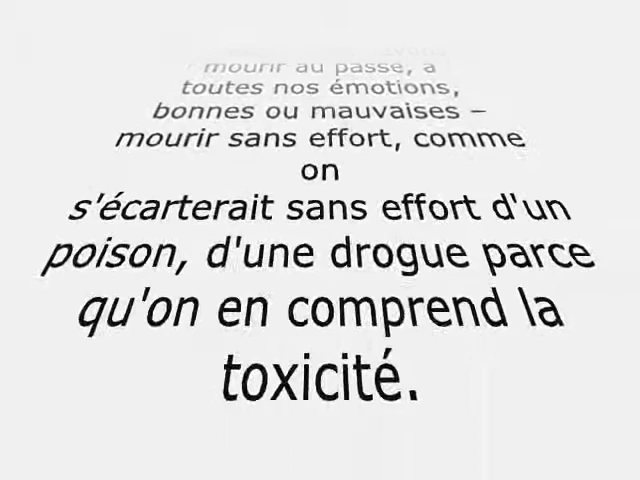 mourir au passé, à
toutes nos émotions,
bonnes ou mauvaises –
mourir sans effort, comme
on
s'écarterait sans effort d'un
poison, d'une drogue parce
qu'on en comprend la
toxicité.